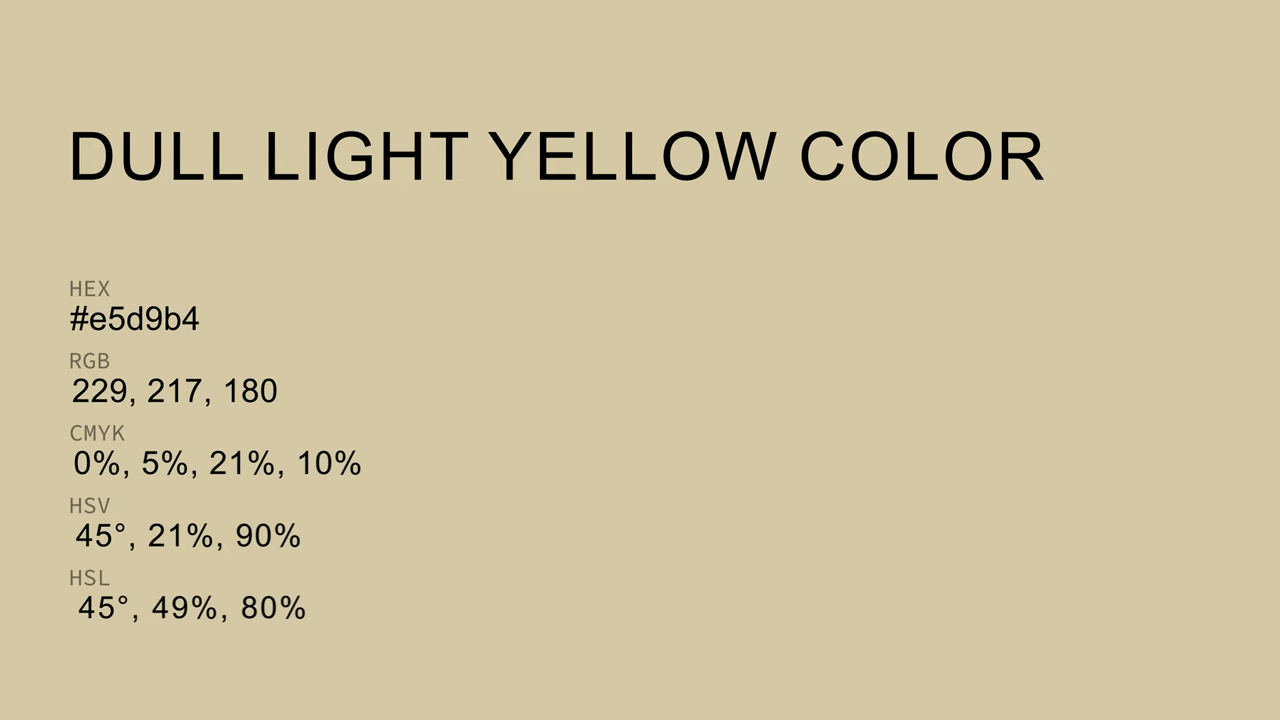 DULL LIGHT YELLOW COLOR
HEX
#e5d9b4
RGB
229, 217, 180
CMYK
0%, 5%, 21%, 10%
HSV
45°, 21%, 90%
HSL
45°, 49%, 80%